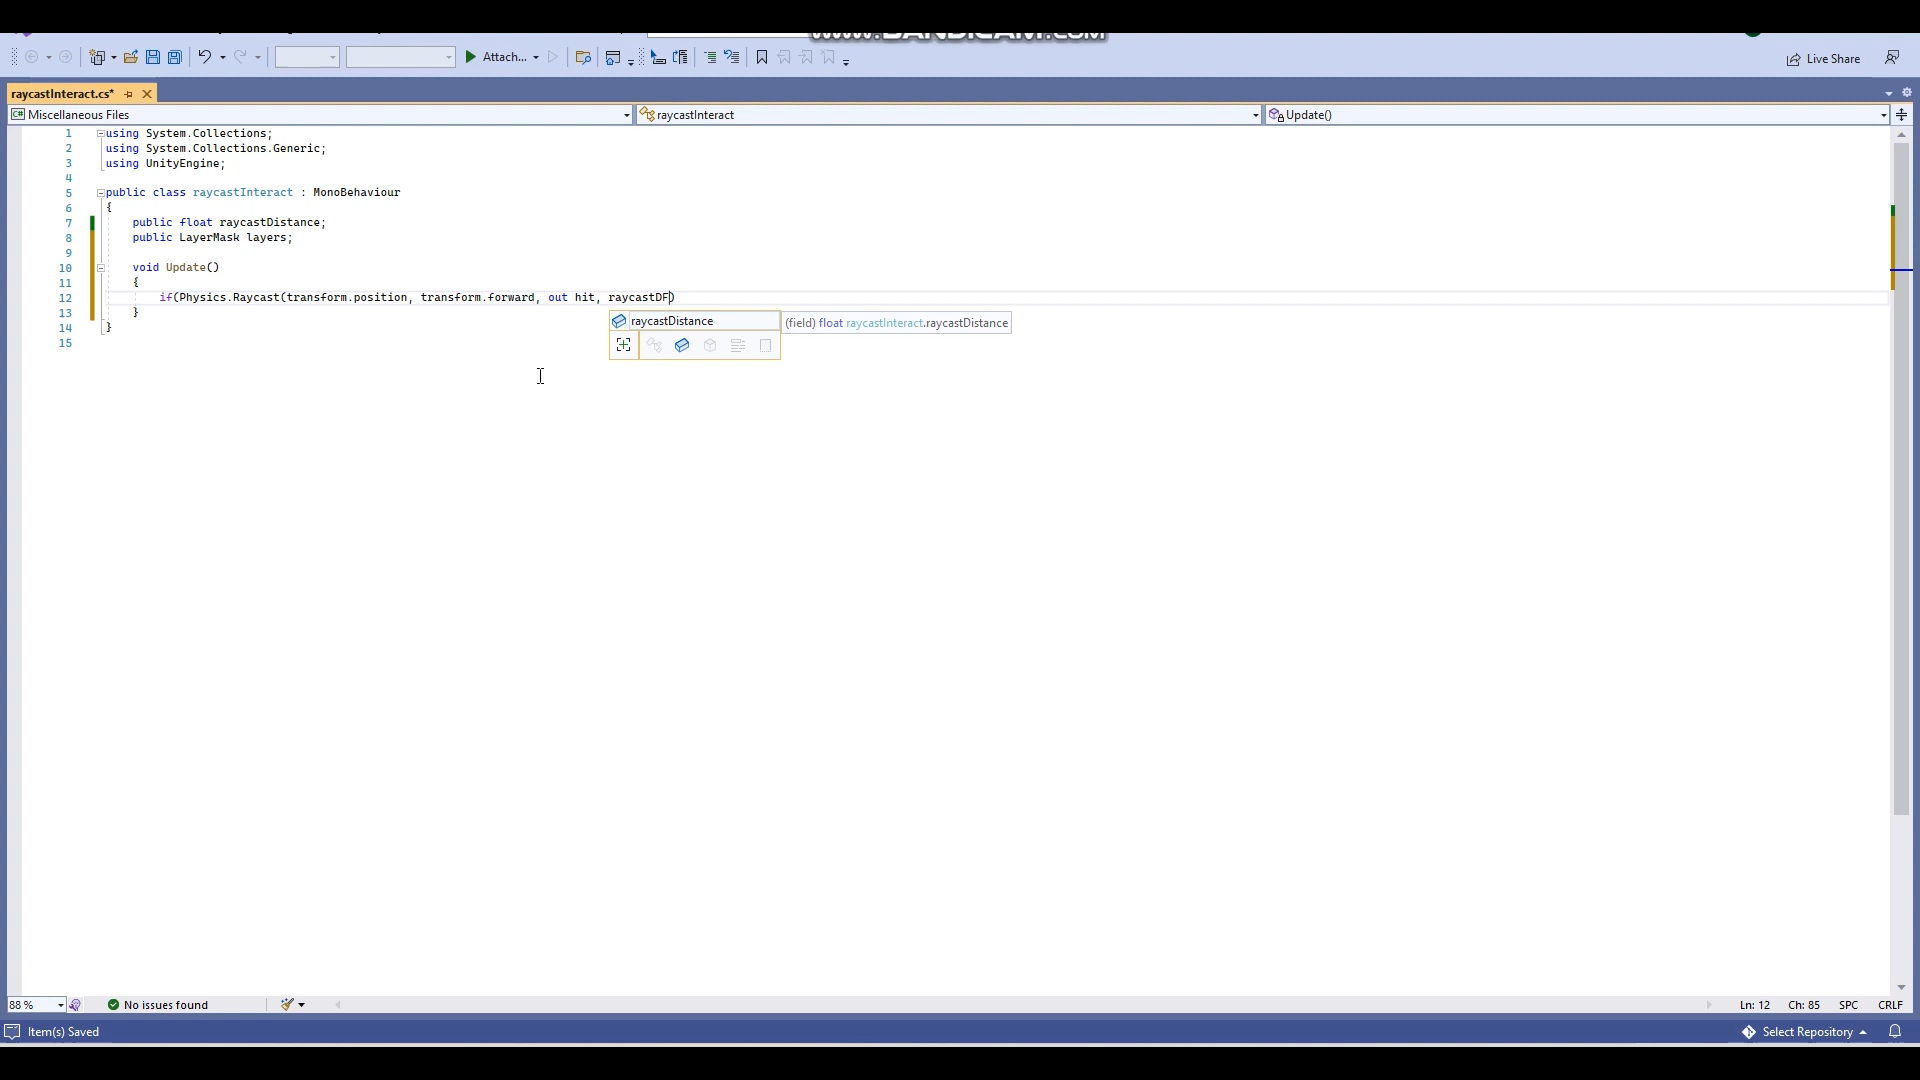 www.BANDICAM.com
Attach...
Live Share
raycastInteract.cs*
Miscellaneous Files
raycastInteract
Update()
1 using System.Collections;
2 using System.Collections.Generic;
3 using UnityEngine;
4
5 public class raycastInteract : MonoBehaviour
6 {
7 public float raycastDistance;
8 public LayerMask layers;
9
10 void Update()
11 {
12 if(Physics.Raycast(transform.position, transform.forward, out hit, raycastDF)
13 }
14 }
15
raycastDistance
(field) float raycastInteract.raycastDistance
88 %
No issues found
Ln: 12 Ch: 85 SPC CRLF
Item(s) Saved
Select Repository